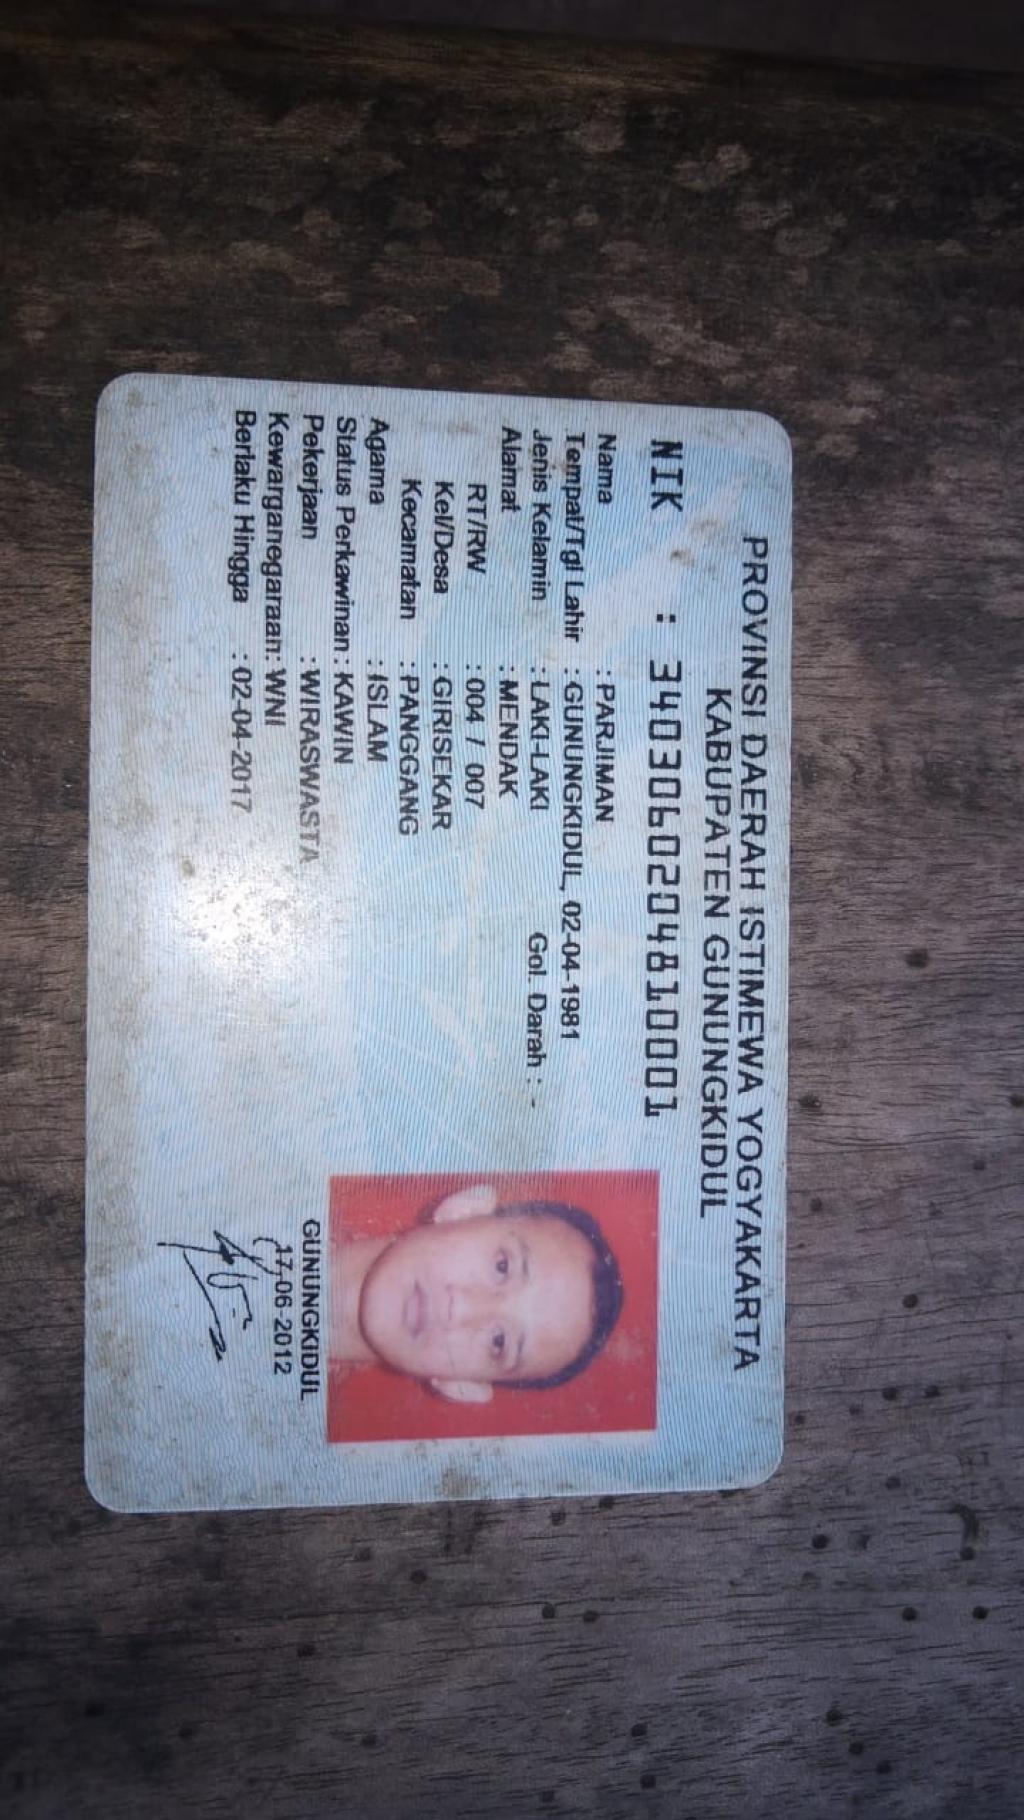 PROVINSI DAERAH ISTIMEWA YOGYAKARTA
KABUPATEN GUNUNGKIDUL
NIK : 3403060204810001
Nama : PARJIMAN
Tempat/Tgl Lahir : GUNUNGKIDUL, 02-04-1981
Jenis Kelamin : LAKI-LAKI Gol. Darah : -
Alamat : MENDAK
RT/RW : 004 / 007
Kel/Desa : GIRISEKAR
Kecamatan : PANGGANG
Agama : ISLAM
Status Perkawinan : KAWIN
Pekerjaan : WIRASWASTA
Kewarganegaraan: WNI
Berlaku Hingga : 02-04-2017
GUNUNGKIDUL
17-06-2012